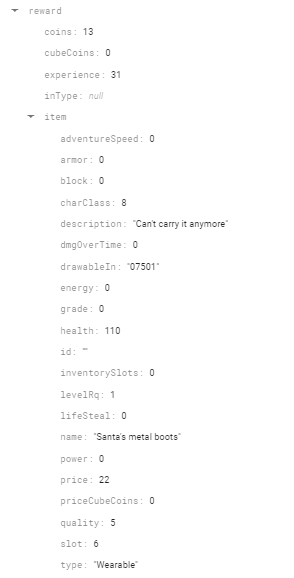 reward
coins: 13
cubeCoins: 0
experience: 31
inType: null
item
adventureSpeed: 0
armor: 0
block: 0
charClass: 8
description: "Can't carry it anymore"
dmgOverTime: 0
drawableIn: "07501"
energy: 0
grade: 0
health: 110
id: ""
inventorySlots: 0
levelRq: 1
lifeSteal: 0
name: "Santa's metal boots"
power: 0
price: 22
priceCubeCoins: 0
quality: 5
slot: 6
type: "Wearable"